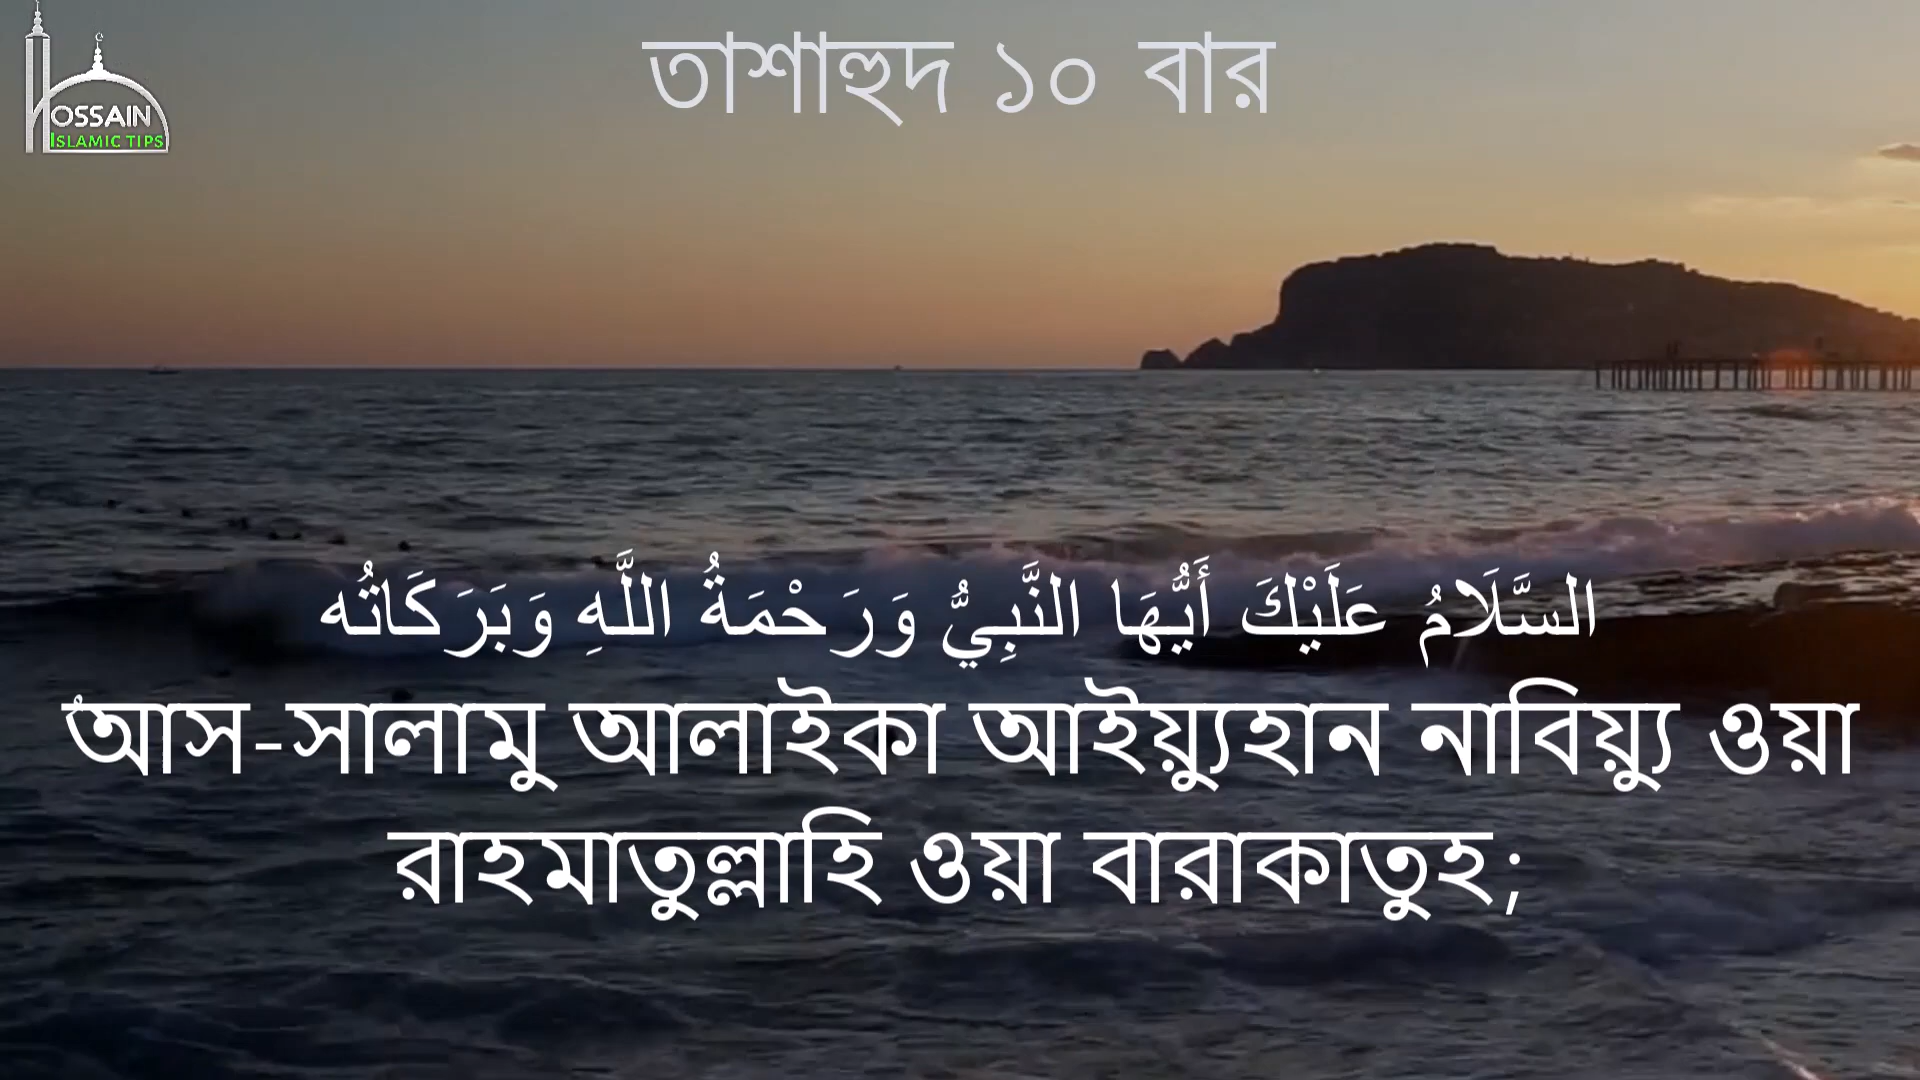 তাশাহুদ ১০ বার
HOSSAIN
ISLAMIC TIPS
السَّلَامُ عَلَيْكَ أَيُّهَا النَّبِيُّ وَرَحْمَةُ اللَّهِ وَبَرَكَاتُه
আস-সালামু আলাইকা আইয়্যুহান নাবিয়্যু ওয়া
রাহমাতুল্লাহি ওয়া বারাকাতুহ;